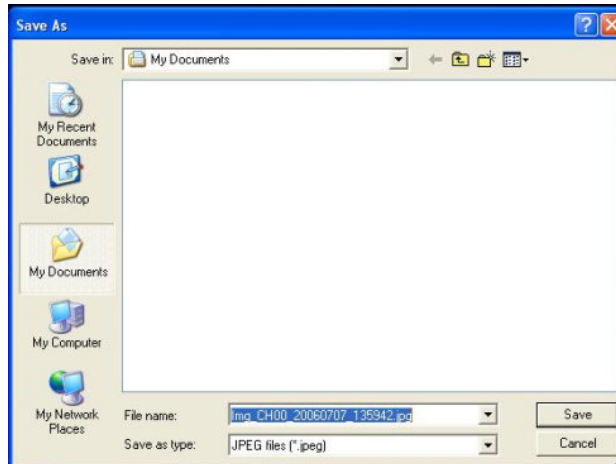 Save As
Save in:
My Documents
My Recent
Documents
Desktop
My Documents
My Computer
My Network
Places
File name:
Img_CH00_20060707_135942.jpg
Save
Save as type:
JPEG files (*.jpeg)
Cancel